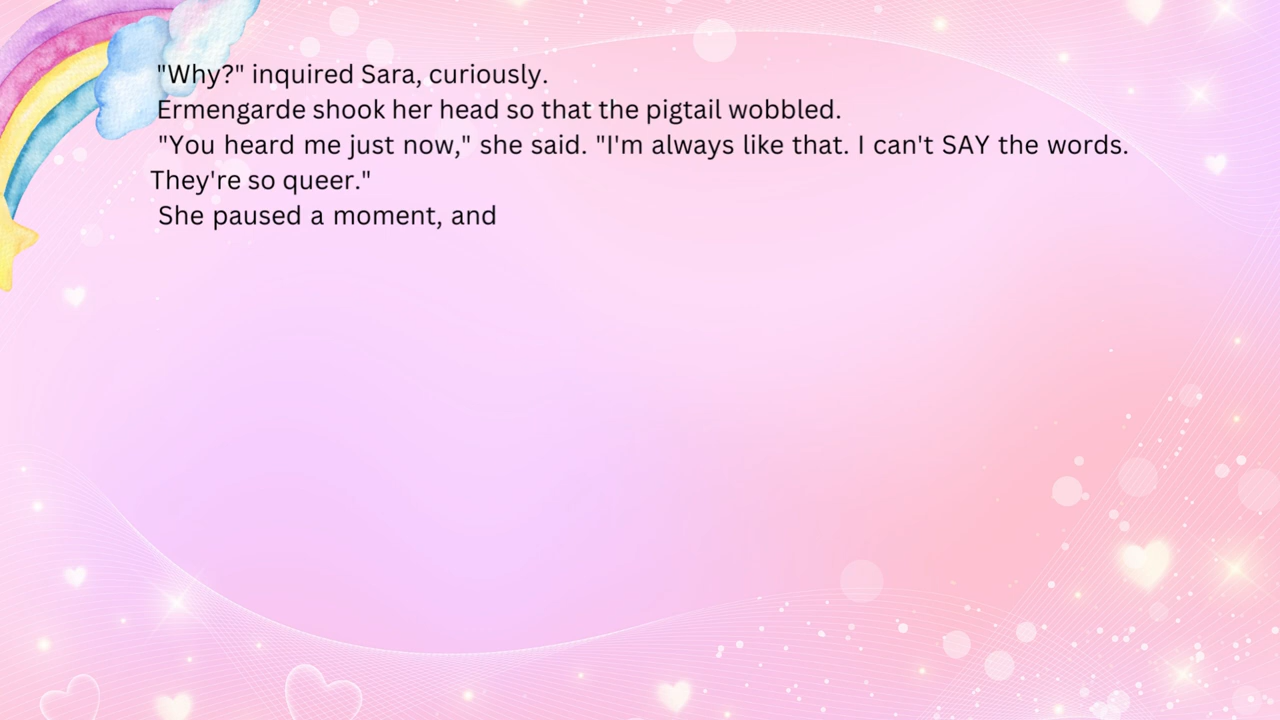 "Why?" inquired Sara, curiously.
Ermengarde shook her head so that the pigtail wobbled.
"You heard me just now," she said. "I'm always like that. I can't SAY the words.
They're so queer."
She paused a moment, and